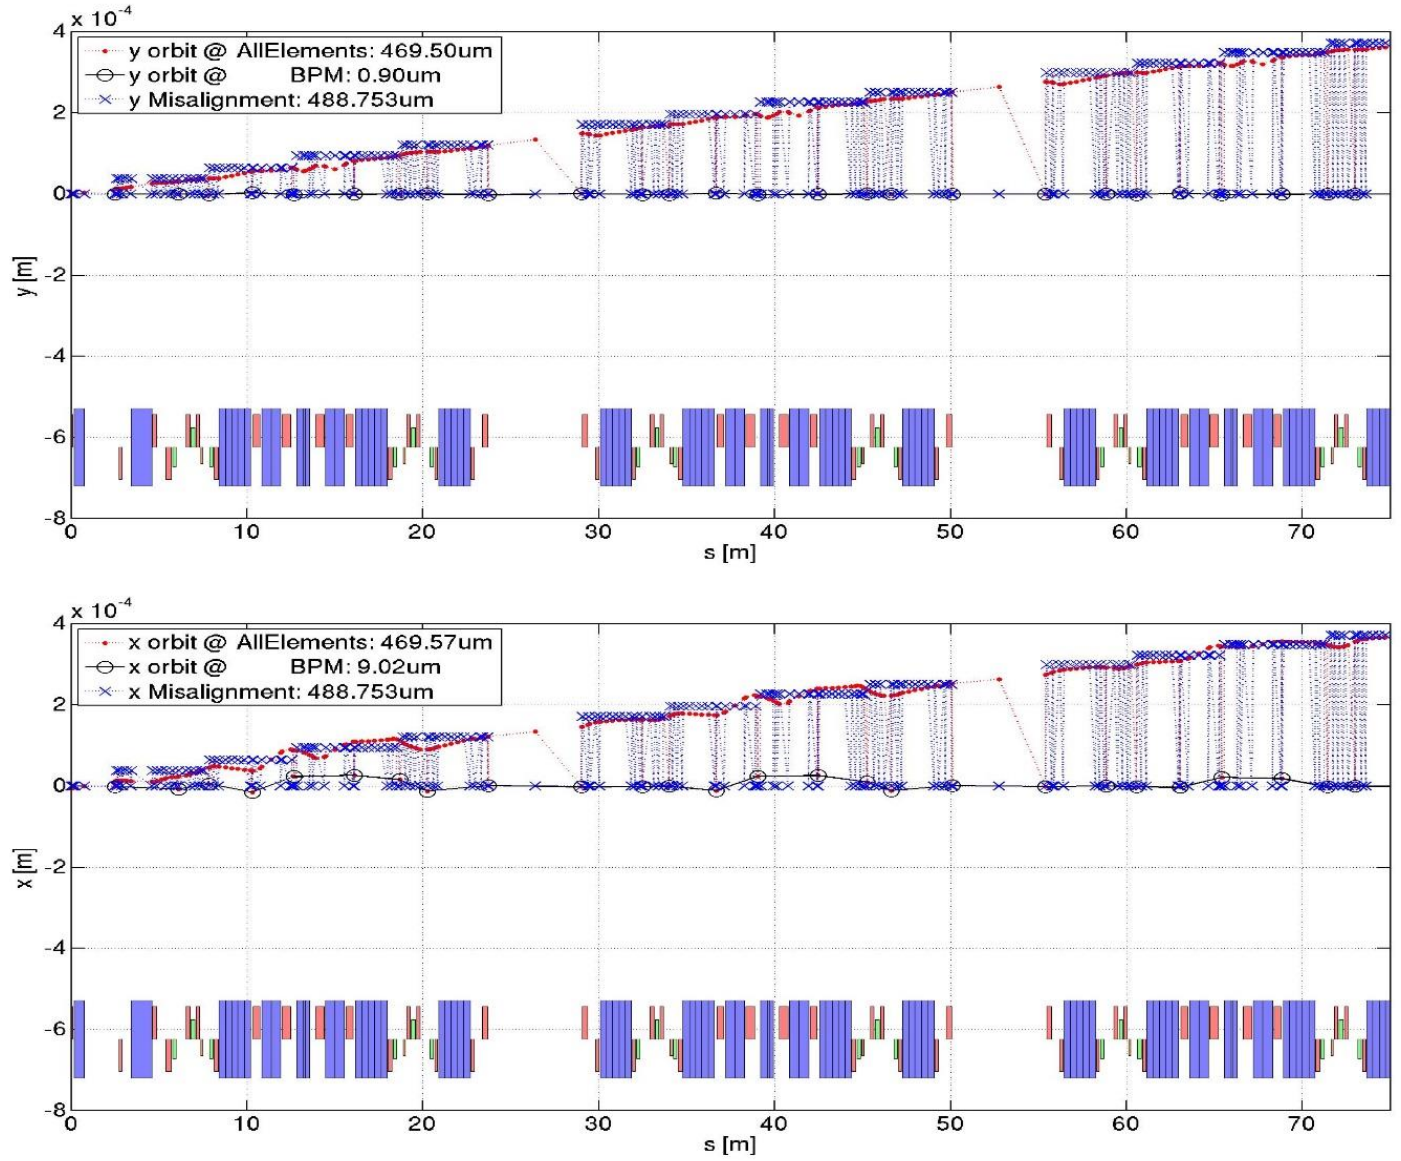 x 10-4
4
y orbit @ AllElements: 469.50um
y orbit @ BPM: 0.90um
y Misalignment: 488.753um
2
0
-2
y [m]
-4
-6
-8
0 10 20 30 40 50 60 70
s [m]
x 10-4
4
x orbit @ AllElements: 469.57um
x orbit @ BPM: 9.02um
x Misalignment: 488.753um
2
0
-2
x [m]
-4
-6
-8
0 10 20 30 40 50 60 70
s [m]